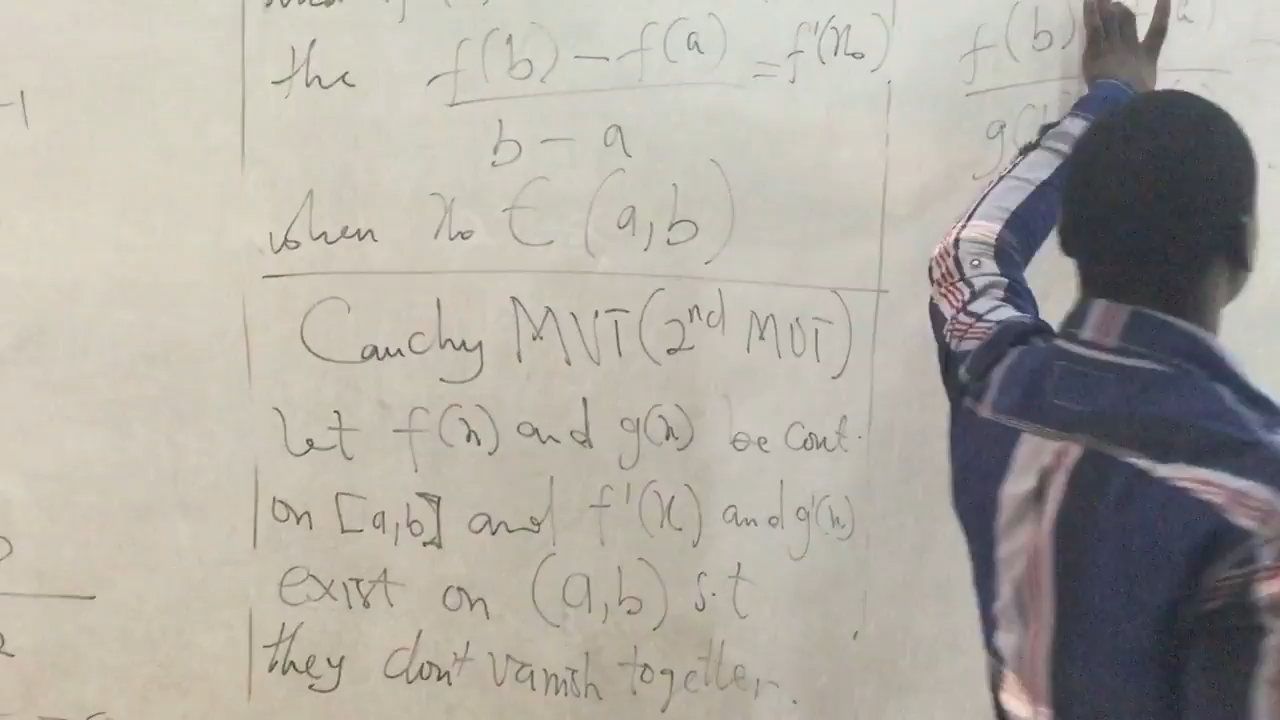 the f(b) - f(a) / b - a = f'(x₀)
when x₀ ∈ (a,b)
Cauchy MVT (2nd MVT)
let f(x) and g(x) be cont.
on [a,b] and f'(x) and g'(x)
exist on (a,b) s.t
they don't vanish together.
f(b)
-1